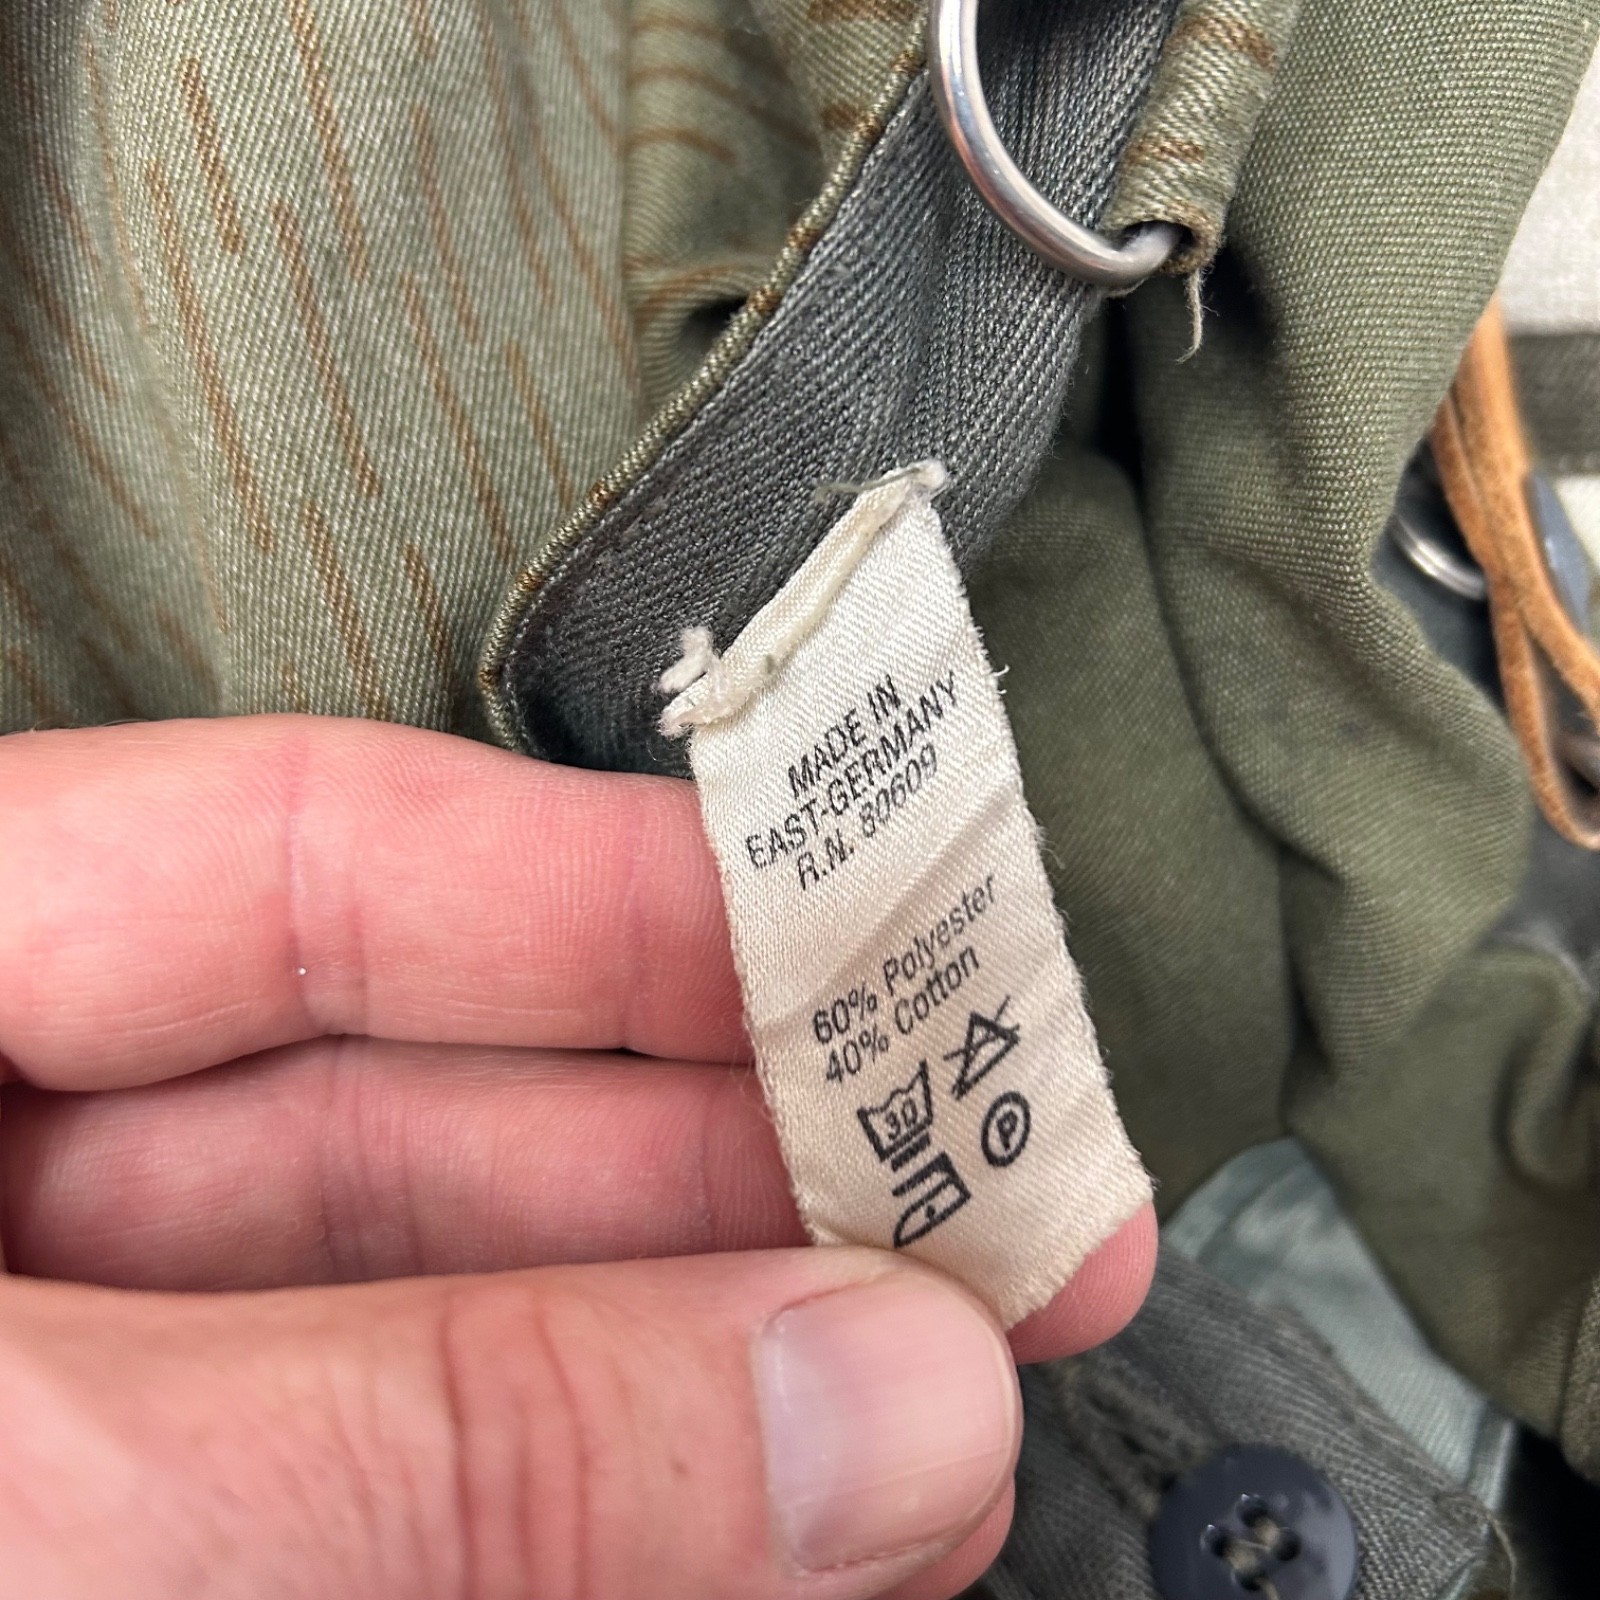 MADE IN
EAST-GERMANY
R.N. 80609
60% Polyester
40% Cotton
30
P